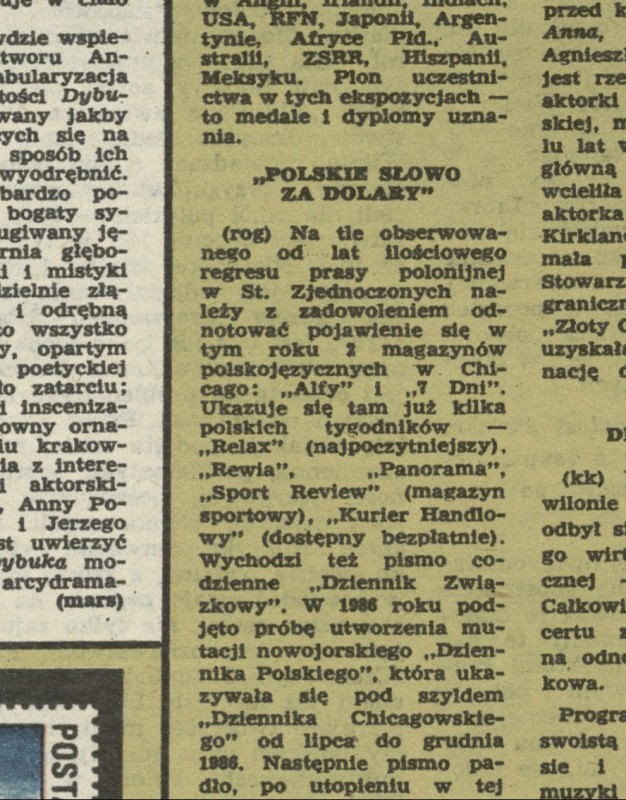 wdzie wspie-
tworu An-
abularyzacja
tości Dybu-
wany jakby
ych się na
sposób ich
wyodrębnić.
bardzo po-
bogaty sy-
ugiwany ję-
rnia głębo-
i i mistyki
dzielnie złą-
i odrębną
to wszystko
y, opartym
poetyckiej
ło zatarciu;
i insceniza-
owny orna-
iu krakow-
ia z intere-
i aktorski-
, Anny Po-
i Jerzego
st uwierzyć
ybuka mo-
arcydrama-
(mars)
POSTA
w Anglii, Irlandii, Indiach,
USA, RFN, Japonii, Argen-
tynie, Afryce Płd., Au-
stralii, ZSRR, Hiszpanii,
Meksyku. Plon uczestni-
ctwa w tych ekspozycjach —
to medale i dyplomy uzna-
nia.
„POLSKIE SŁOWO
ZA DOLARY”
(rog) Na tle obserwowa-
nego od lat ilościowego
regresu prasy polonijnej
w St. Zjednoczonych na-
leży z zadowoleniem od-
notować pojawienie się w
tym roku 2 magazynów
polskojęzycznych w Chi-
cago: „Alfy” i „7 Dni”.
Ukazuje się tam już kilka
polskich tygodników —
„Relax” (najpoczytniejszy),
„Rewia”, „Panorama”,
„Sport Review” (magazyn
sportowy), „Kurier Handlo-
wy” (dostępny bezpłatnie).
Wychodzi też pismo co-
dzienne „Dziennik Zwią-
zkowy”. W 1986 roku pod-
jęto próbę utworzenia mu-
tacji nowojorskiego „Dzien-
nika Polskiego”, która uka-
zywała się pod szyldem
„Dziennika Chicagowskie-
go” od lipca do grudnia
1986. Następnie pismo pa-
dło, po utopieniu w tej
przed k
Anna,
Agnieszk
jest rze
aktorki
skiej, m
lu lat w
główną
wcieliła
aktorka
Kirkland
mała p
Stowarz
graniczn
„Złoty G
uzyskała
nację d
D
(kk) 
wilonie
odbył si
go wirt
cznej —
Całkowi
certu z
na odno
kowa.
Progra
swoistą
sie i
muzyki